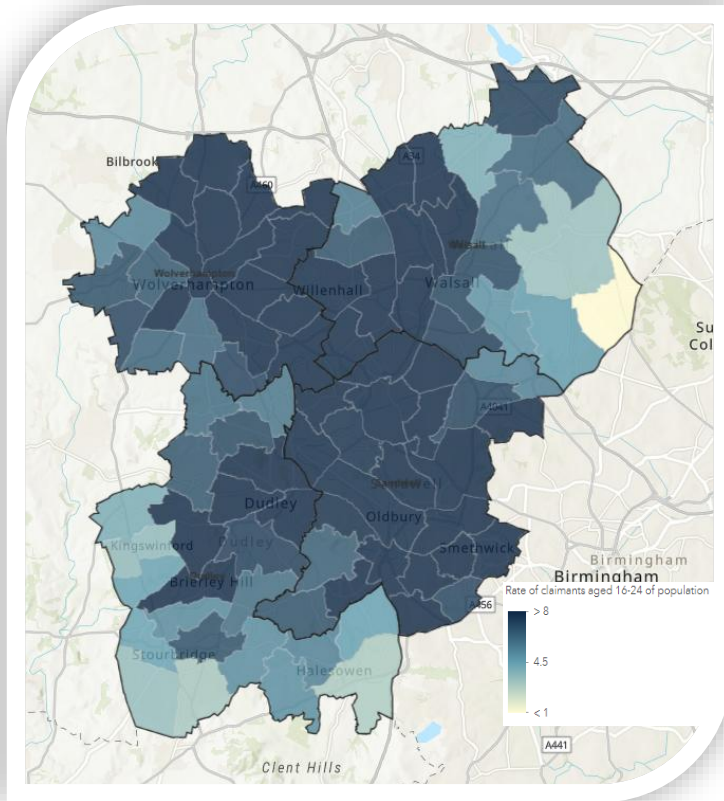 Bilbrook
A34
A460
Walsall
Wolverhampton
Wolverhampton
Willenhall
Walsall
Su
Col
A4041
Dudley
Sandwell
Oldbury
Kingswinford
Dudley
Smethwick
Birmingham
Brierley Hill
Birmingham
Rate of claimants aged 16-24 of population
A456
> 8
Stourbridge
4.5
Halesowen
< 1
A441
Clent Hills